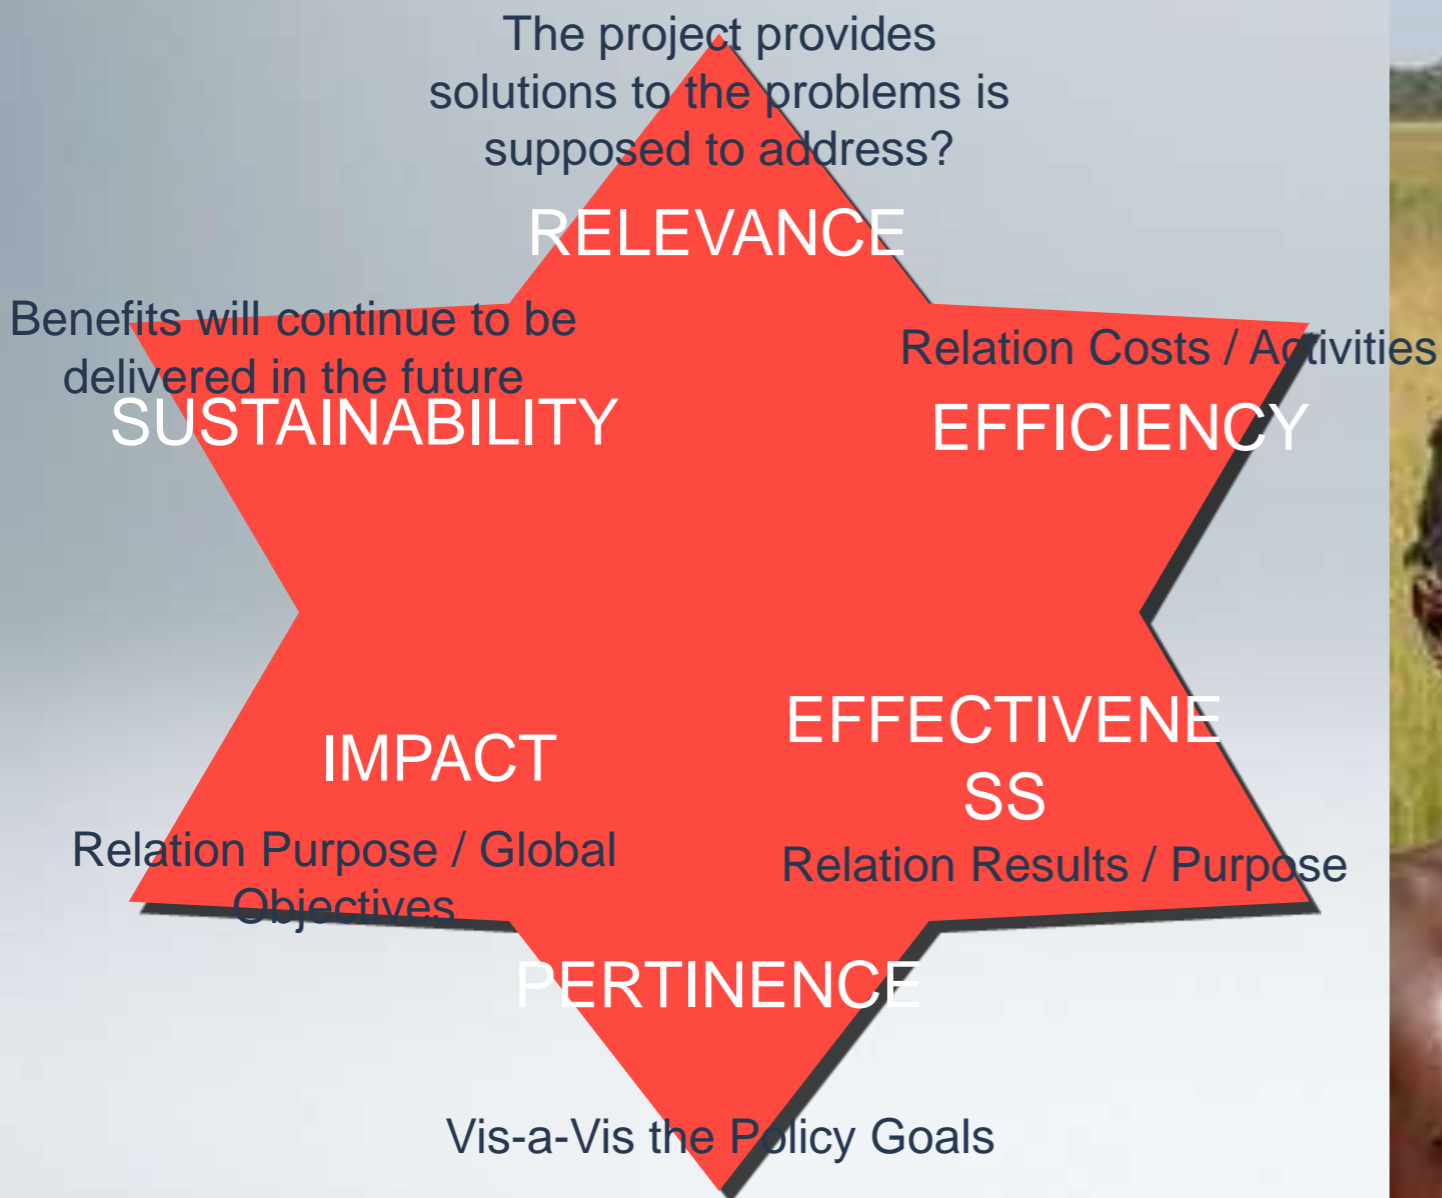 The project provides
solutions to the problems is
supposed to address?
RELEVANCE
Benefits will continue to be
delivered in the future
SUSTAINABILITY
Relation Costs / Activities
EFFICIENCY
IMPACT
Relation Purpose / Global
Objectives
EFFECTIVENE
SS
Relation Results / Purpose
PERTINENCE
Vis-a-Vis the Policy Goals